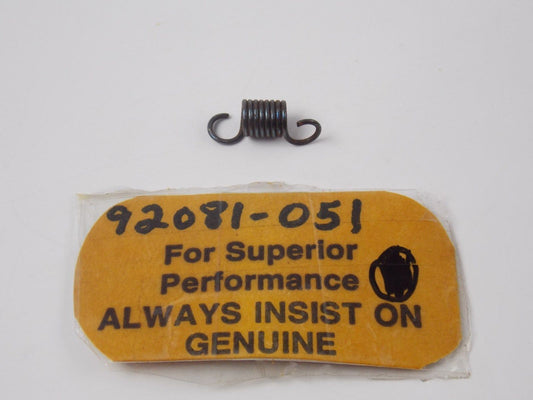 92081-051
For Superior
Performance
ALWAYS INSIST ON
GENUINE